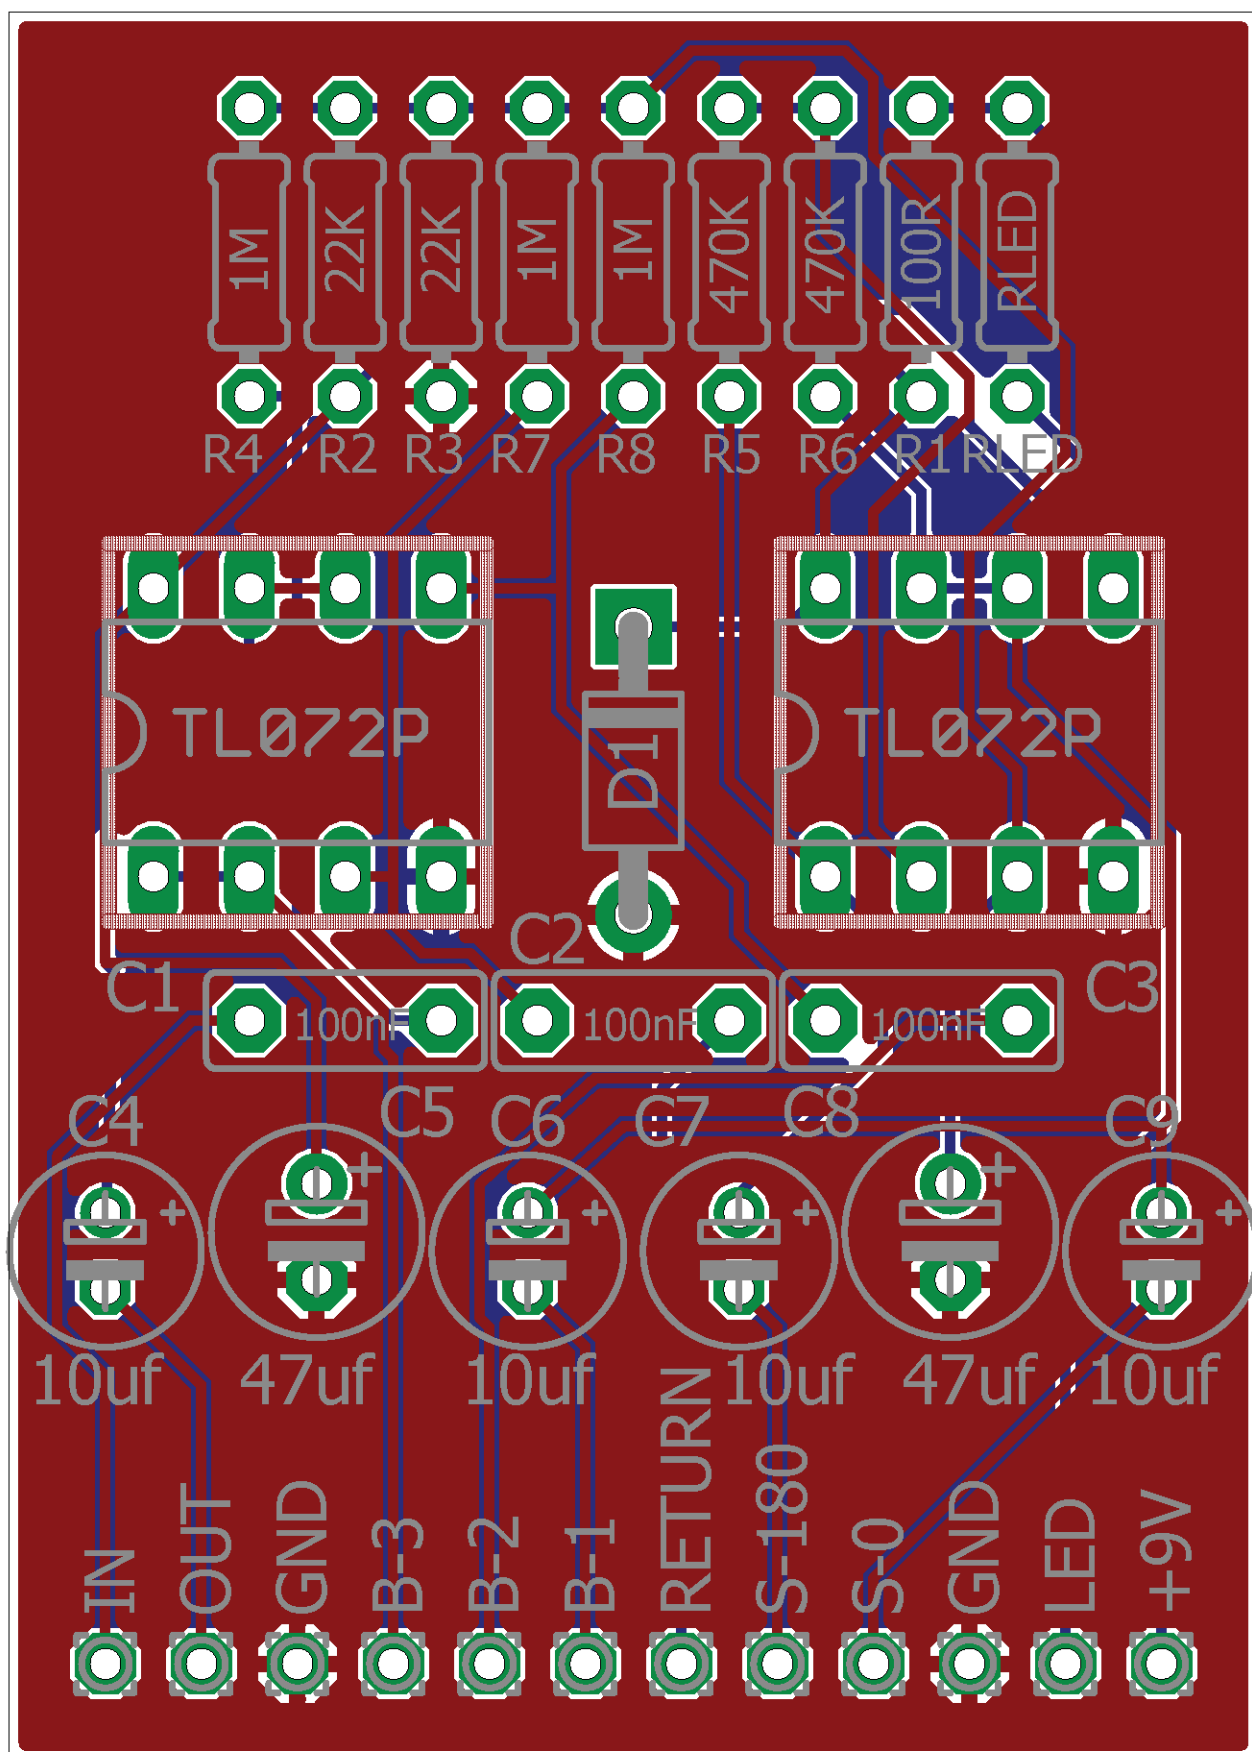 1M
22K
22K
1M
1M
470K
470K
100R
RLED
R4 R2 R3 R7 R8 R5 R6 R1 RLED
TL072P
D1
TL072P
C1
C2
C3
100nF
100nF
100nF
C4
C5
C6
C7
C8
C9
+
+
+
+
+
+
10uf
47uf
10uf
10uf
47uf
10uf
IN
OUT
GND
B-3
B-2
B-1
RETURN
S-180
S-0
GND
LED
+9V